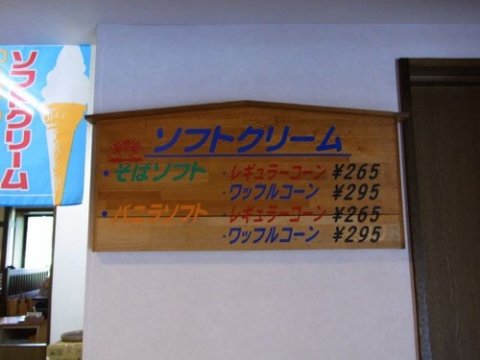 ソフトクリーム
ソフトクリーム
・そばソフト ・レギュラーコーン ¥265
・ワッフルコーン ¥295
・バニラソフト ・レギュラーコーン ¥265
・ワッフルコーン ¥295